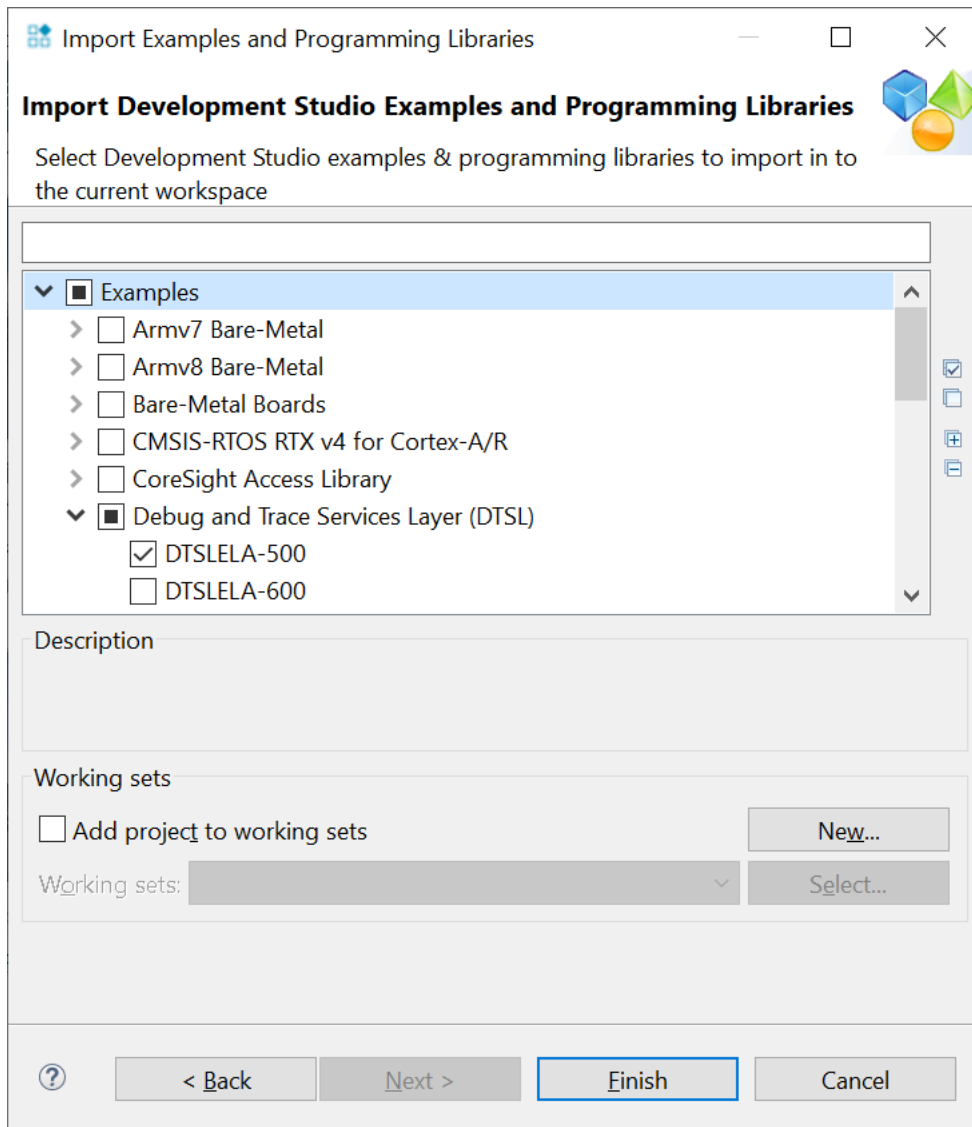 Import Examples and Programming Libraries
Import Development Studio Examples and Programming Libraries
Select Development Studio examples & programming libraries to import in to
the current workspace
Examples
Armv7 Bare-Metal
Armv8 Bare-Metal
Bare-Metal Boards
CMSIS-RTOS RTX v4 for Cortex-A/R
CoreSight Access Library
Debug and Trace Services Layer (DTSL)
DTSLELA-500
DTSLELA-600
Description
Working sets
Add project to working sets
New...
Working sets:
Select...
< Back
Next >
Finish
Cancel